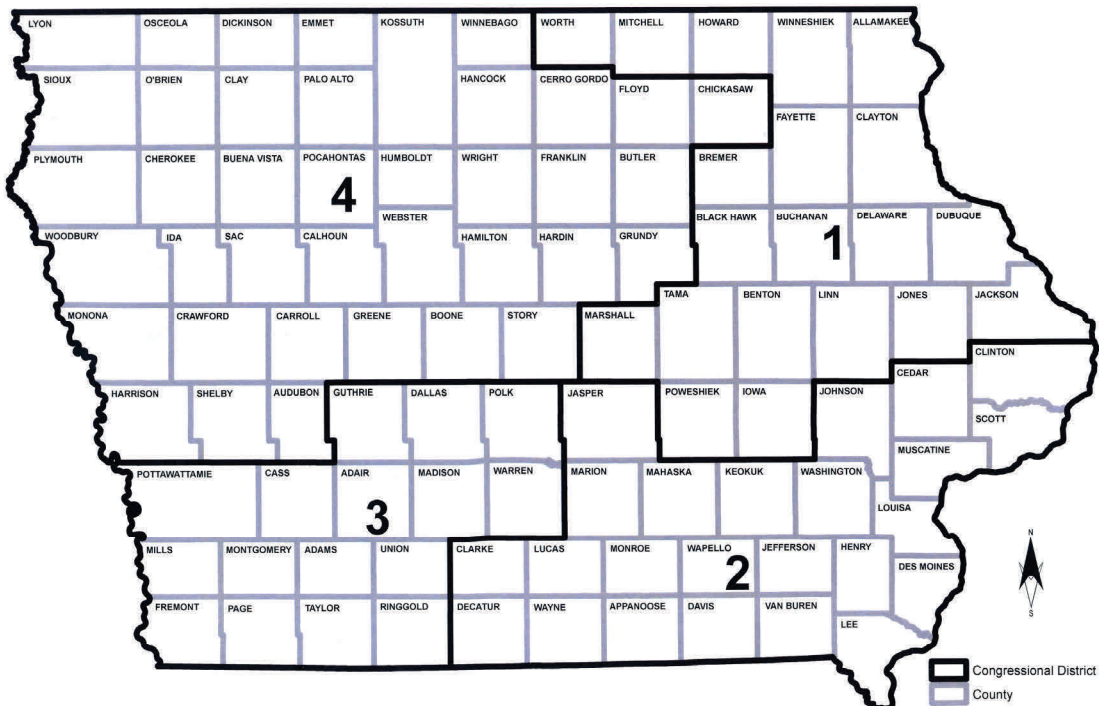 LYON OSCEOLA DICKINSON EMMET KOSSUTH WINNEBAGO WORTH MITCHELL HOWARD WINNESHIEK ALLAMAKEE
SIOUX O'BRIEN CLAY PALO ALTO HANCOCK CERRO GORDO FLOYD CHICKASAW
FAYETTE CLAYTON
PLYMOUTH CHEROKEE BUENA VISTA POCAHONTAS HUMBOLDT WRIGHT FRANKLIN BUTLER BREMER
4
WEBSTER
BLACK HAWK BUCHANAN DELAWARE DUBUQUE
1
WOODBURY IDA SAC CALHOUN HAMILTON HARDIN GRUNDY
TAMA BENTON LINN JONES JACKSON
MONONA CRAWFORD CARROLL GREENE BOONE STORY MARSHALL
CLINTON
CEDAR
HARRISON SHELBY AUDUBON GUTHRIE DALLAS POLK JASPER POWESHIEK IOWA JOHNSON
SCOTT
MUSCATINE
POTTAWATTAMIE CASS ADAIR MADISON WARREN MARION MAHASKA KEOKUK WASHINGTON
LOUISA
3
MILLS MONTGOMERY ADAMS UNION CLARKE LUCAS MONROE WAPELLO JEFFERSON HENRY
DES MOINES
2
FREMONT PAGE TAYLOR RINGGOLD DECATUR WAYNE APPANOOSE DAVIS VAN BUREN
LEE
N
S
Congressional District
County